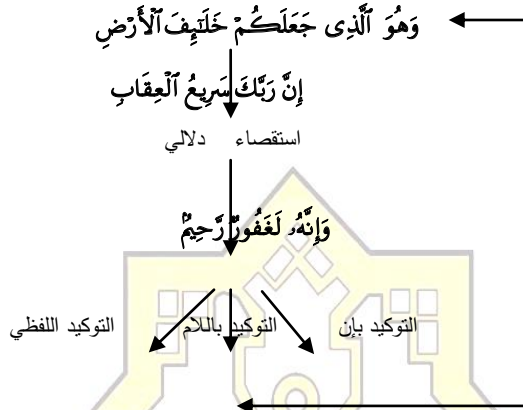 وَهُوَ ٱلَّذِى جَعَلَكُمْ خَلَـٰٓئِفَ ٱلْأَرْضِ
إِنَّ رَبَّكَ سَرِيعُ ٱلْعِقَابِ
استقصاء دلالي
وَإِنَّهُۥ لَغَفُورٌ رَّحِيمٌۢ
التوكيد بإن التوكيد باللام التوكيد اللفظي